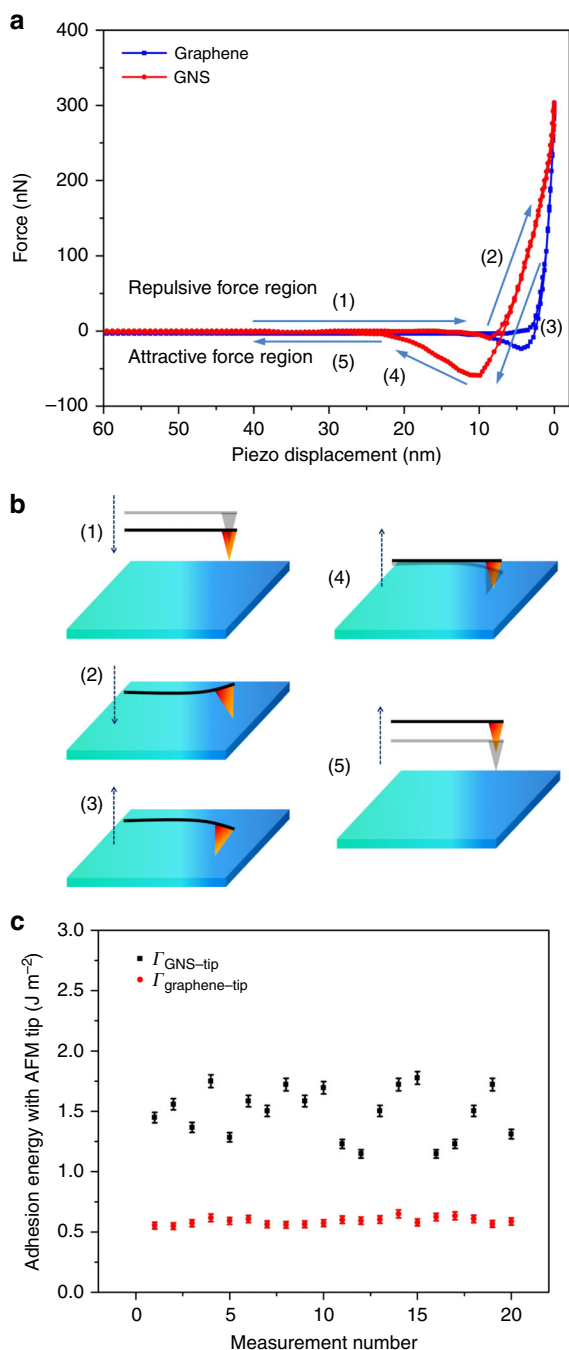 a
400
300
200
100
0
−100
Force (nN)
Graphene
GNS
(2)
Repulsive force region
(1)
(3)
Attractive force region
(5)
(4)
60 50 40 30 20 10 0
Piezo displacement (nm)
b
(1)
(4)
(2)
(5)
(3)
c
3.0
2.5
2.0
1.5
1.0
0.5
0.0
Adhesion energy with AFM tip (J m⁻²)
Γ_GNS–tip
Γ_graphene–tip
0 5 10 15 20
Measurement number